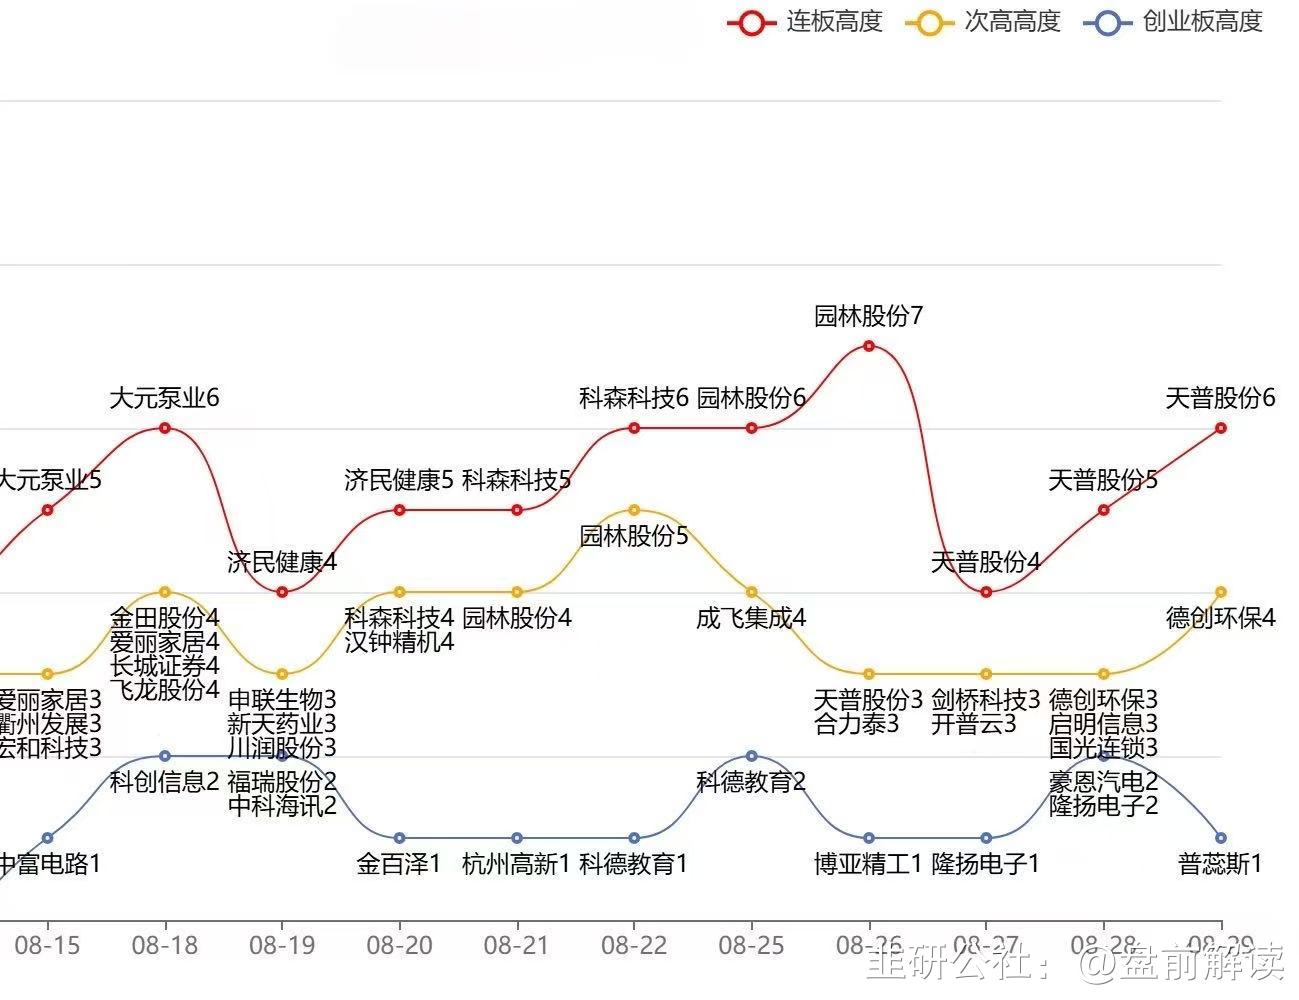 连板高度 次高高度 创业板高度
园林股份7
大元泵业6 科森科技6 园林股份6 天普股份6
大元泵业5 济民健康5 科森科技5 天普股份5
园林股份5
济民健康4 天普股份4
金田股份4 科森科技4 园林股份4 成飞集成4 德创环保4
爱丽家居4 汉钟精机4
长城证券4
飞龙股份4
爱丽家居3 申联生物3 天普股份3 剑桥科技3 德创环保3
衢州发展3 新天药业3 合力泰3 开普云3 启明信息3
宏和科技3 川润股份3 国光连锁3
科创信息2 福瑞股份2 科德教育2 豪恩汽电2
中科海讯2 隆扬电子2
中富电路1 金百泽1 杭州高新1 科德教育1 博亚精工1 隆扬电子1 普蕊斯1
08-15 08-18 08-19 08-20 08-21 08-22 08-25 08-26 08-27 08-28 08-29
韭研公社：@盘前解读